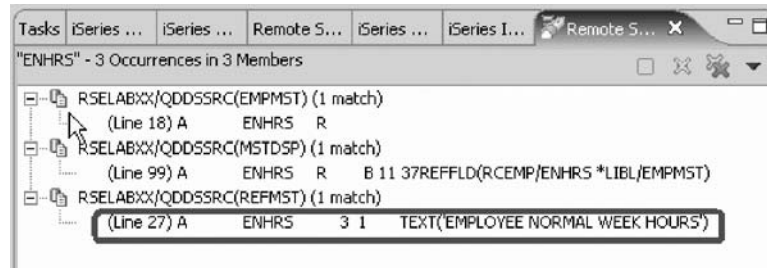 Tasks iSeries ... iSeries ... Remote S... iSeries ... iSeries I... Remote S...
"ENHRS" - 3 Occurrences in 3 Members
RSELABXX/QDDSSRC(EMPMST) (1 match)
(Line 18) A ENHRS R
RSELABXX/QDDSSRC(MSTDSP) (1 match)
(Line 99) A ENHRS R B 11 37REFFLD(RCEMP/ENHRS *LIBL/EMPMST)
RSELABXX/QDDSSRC(REFMST) (1 match)
(Line 27) A ENHRS 3 1 TEXT('EMPLOYEE NORMAL WEEK HOURS')